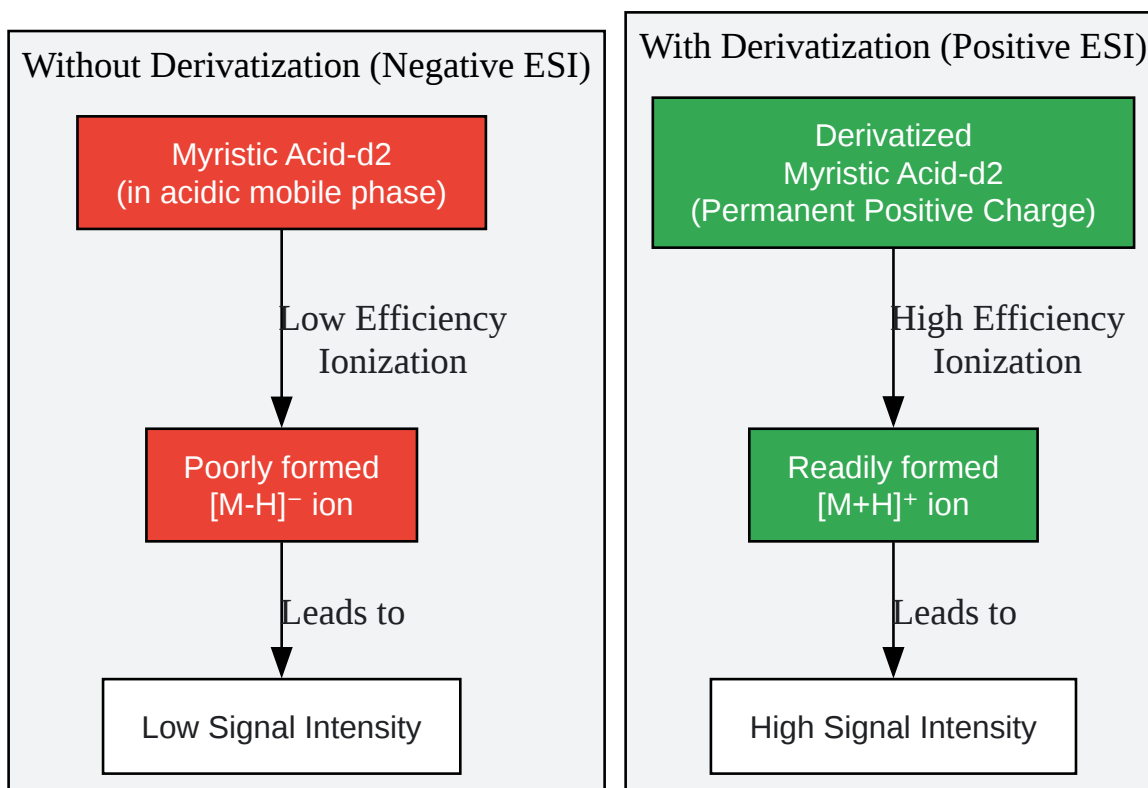 Without Derivatization (Negative ESI)
Myristic Acid-d2
(in acidic mobile phase)
Low Efficiency
Ionization
Poorly formed
[M-H]⁻ ion
Leads to
Low Signal Intensity
With Derivatization (Positive ESI)
Derivatized
Myristic Acid-d2
(Permanent Positive Charge)
High Efficiency
Ionization
Readily formed
[M+H]⁺ ion
Leads to
High Signal Intensity